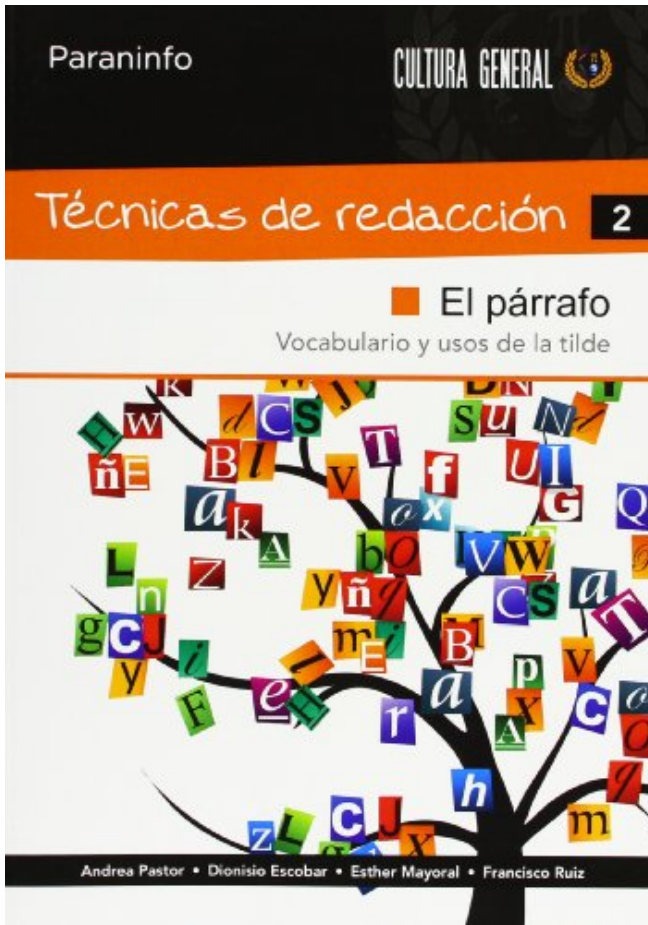 Paraninfo
CULTURA GENERAL
Técnicas de redacción 2
El párrafo
Vocabulario y usos de la tilde
Andrea Pastor • Dionisio Escobar • Esther Mayoral • Francisco Ruiz